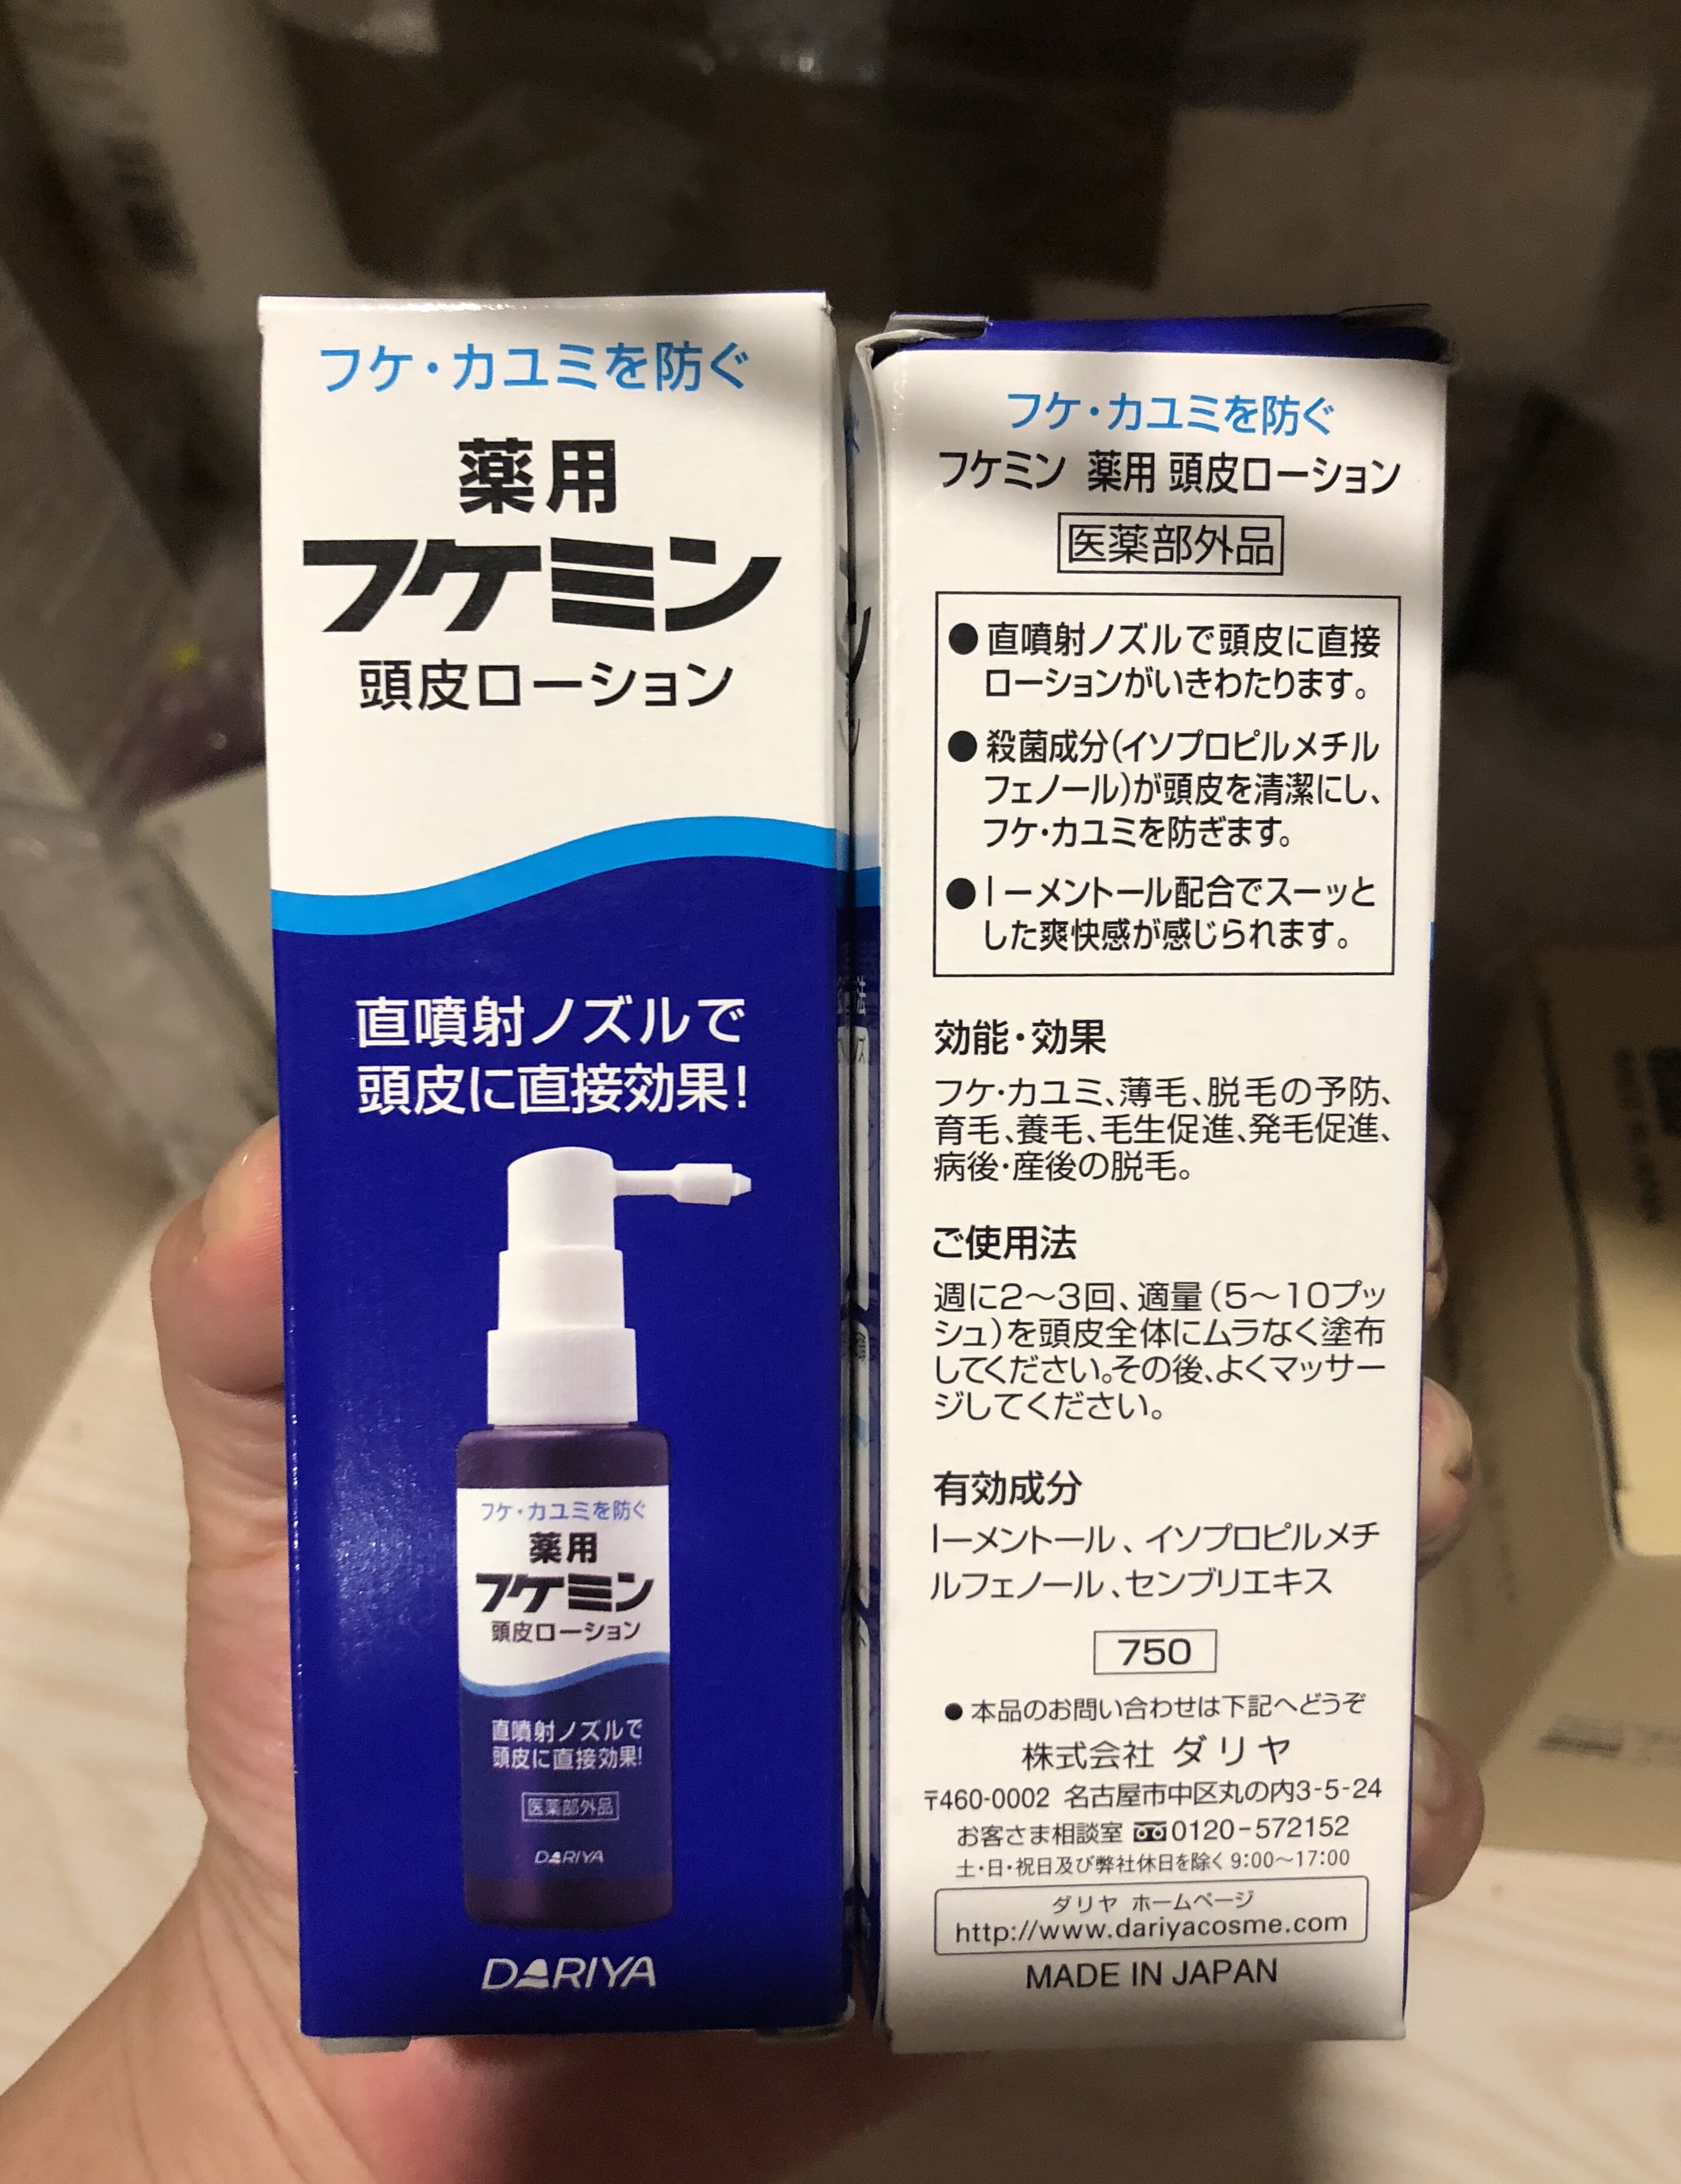 フケ・カユミを防ぐ
薬用
フケミン
頭皮ローション
直噴射ノズルで
頭皮に直接効果!
フケ・カユミを防ぐ
薬用
フケミン
頭皮ローション
直噴射ノズルで
頭皮に直接効果!
医薬部外品
DARIYA
DARIYA
フケ・カユミを防ぐ
フケミン 薬用 頭皮ローション
医薬部外品
●直噴射ノズルで頭皮に直接
ローションがいきわたります。
●殺菌成分(イソプロピルメチル
フェノール)が頭皮を清潔にし、
フケ・カユミを防ぎます。
●lーメントール配合でスーッと
した爽快感が感じられます。
効能・効果
フケ・カユミ、薄毛、脱毛の予防、
育毛、養毛、毛生促進、発毛促進、
病後・産後の脱毛。
ご使用法
週に2〜3回、適量(5〜10プッ
シュ)を頭皮全体にムラなく塗布
してください。その後、よくマッサー
ジしてください。
有効成分
lーメントール、イソプロピルメチ
ルフェノール、センブリエキス
750
●本品のお問い合わせは下記へどうぞ
株式会社 ダリヤ
〒460-0002 名古屋市中区丸の内3-5-24
お客さま相談室 0120-572152
土・日・祝日及び弊社休日を除く 9:00〜17:00
ダリヤ ホームページ
http://www.dariyacosme.com
MADE IN JAPAN